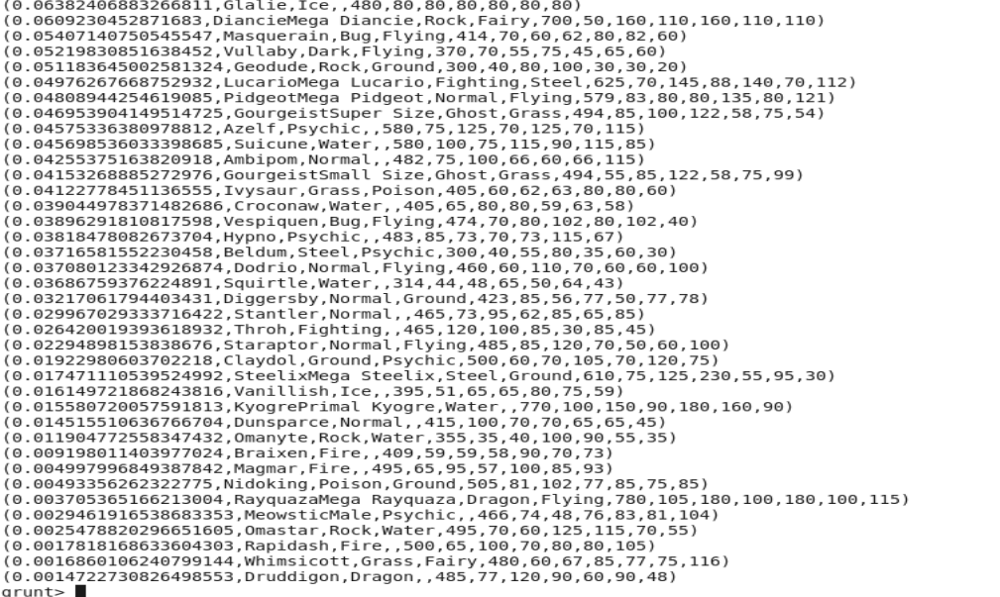 (0.06382406883266811,Glalie,Ice,,480,80,80,80,80,80,80)
(0.0609230452871683,DiancieMega Diancie,Rock,Fairy,700,50,160,110,160,110,110)
(0.05407140750545547,Masquerain,Bug,Flying,414,70,60,62,80,82,60)
(0.05219830851638452,Vullaby,Dark,Flying,370,70,55,75,45,65,60)
(0.051183645002581324,Geodude,Rock,Ground,300,40,80,100,30,30,20)
(0.04976267668752932,LucarioMega Lucario,Fighting,Steel,625,70,145,88,140,70,112)
(0.048089442546190​85,PidgeotMega Pidgeot,Normal,Flying,579,83,80,80,135,80,121)
(0.046953904149514725,GourgeistSuper Size,Ghost,Grass,494,85,100,122,58,75,54)
(0.04575336380978812,Azelf,Psychic,,580,75,125,70,125,70,115)
(0.045698536033398685,Suicune,Water,,580,100,75,115,90,115,85)
(0.04255375163820918,Ambipom,Normal,,482,75,100,66,60,66,115)
(0.04153268885272976,GourgeistSmall Size,Ghost,Grass,494,55,85,122,58,75,99)
(0.04122778451136555,Ivysaur,Grass,Poison,405,60,62,63,80,80,60)
(0.039044978371482686,Croconaw,Water,,405,65,80,80,59,63,58)
(0.03896291810817598,Vespiquen,Bug,Flying,474,70,80,102,80,102,40)
(0.03818478082673704,Hypno,Psychic,,483,85,73,70,73,115,67)
(0.03716581552230458,Beldum,Steel,Psychic,300,40,55,80,35,60,30)
(0.037080123342926874,Dodrio,Normal,Flying,460,60,110,70,60,60,100)
(0.03686759376224891,Squirtle,Water,,314,44,48,65,50,64,43)
(0.03217061794403431,Diggersby,Normal,Ground,423,85,56,77,50,77,78)
(0.029967029333716422,Stantler,Normal,,465,73,95,62,85,65,85)
(0.026420019393618932,Throh,Fighting,,465,120,100,85,30,85,45)
(0.02294898153838676,Staraptor,Normal,Flying,485,85,120,70,50,60,100)
(0.01922980603702218,Claydol,Ground,Psychic,500,60,70,105,70,120,75)
(0.017471110539524992,SteelixMega Steelix,Steel,Ground,610,75,125,230,55,95,30)
(0.016149721868243816,Vanillish,Ice,,395,51,65,65,80,75,59)
(0.015580720057591813,KyogrePrimal Kyogre,Water,,770,100,150,90,180,160,90)
(0.014515510636766704,Dunsparce,Normal,,415,100,70,70,65,65,45)
(0.011904772558347432,Omanyte,Rock,Water,355,35,40,100,90,55,35)
(0.009198011403977024,Braixen,Fire,,409,59,59,58,90,70,73)
(0.0049979968493​87842,Magmar,Fire,,495,65,95,57,100,85,93)
(0.00493356262322775,Nidoking,Poison,Ground,505,81,102,77,85,75,85)
(0.003705365166213004,RayquazaMega Rayquaza,Dragon,Flying,780,105,180,100,180,100,115)
(0.0029461916538683353,MeowsticMale,Psychic,,466,74,48,76,83,81,104)
(0.0025478820296651605,Omastar,Rock,Water,495,70,60,125,115,70,55)
(0.0017818168633604303,Rapidash,Fire,,500,65,100,70,80,80,105)
(0.0016860106240799144,Whimsicott,Grass,Fairy,480,60,67,85,77,75,116)
(0.0014722730826498553,Druddigon,Dragon,,485,77,120,90,60,90,48)
grunt>